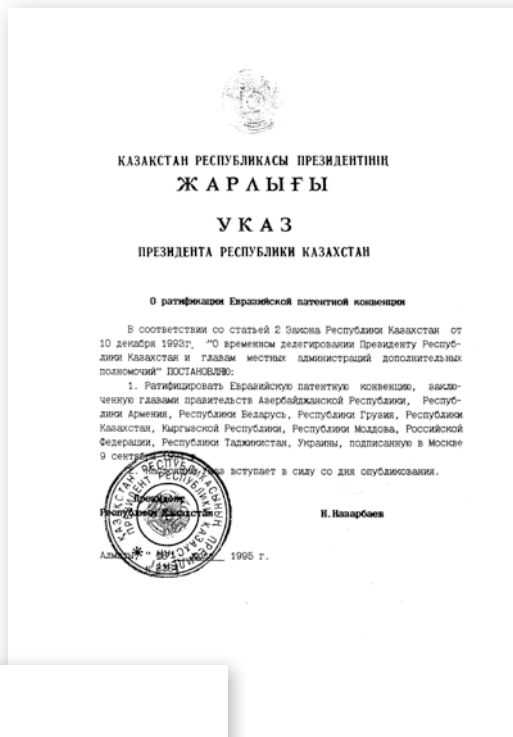 ҚАЗАҚСТАН РЕСПУБЛИКАСЫ ПРЕЗИДЕНТІНІҢ
ЖАРЛЫҒЫ
УКАЗ
ПРЕЗИДЕНТА РЕСПУБЛИКИ КАЗАХСТАН
О ратификации Евразийской патентной конвенции
В соответствии со статьей 2 Закона Республики Казахстан от
10 декабря 1993г. "О временном делегировании Президенту Респуб-
лики Казахстан и главам местных администраций дополнительных
полномочий" ПОСТАНОВЛЯЮ:
1. Ратифицировать Евразийскую патентную конвенцию, заклю-
ченную главами правительств Азербайджанской Республики, Респуб-
лики Армения, Республики Беларусь, Республики Грузия, Республики
Казахстан, Кыргызской Республики, Республики Молдова, Российской
Федерации, Республики Таджикистан, Украины, подписанную в Москве
9 сентября
вступает в силу со дня опубликования.
Президент
Республики Казахстан
Н.Назарбаев
1995 г.